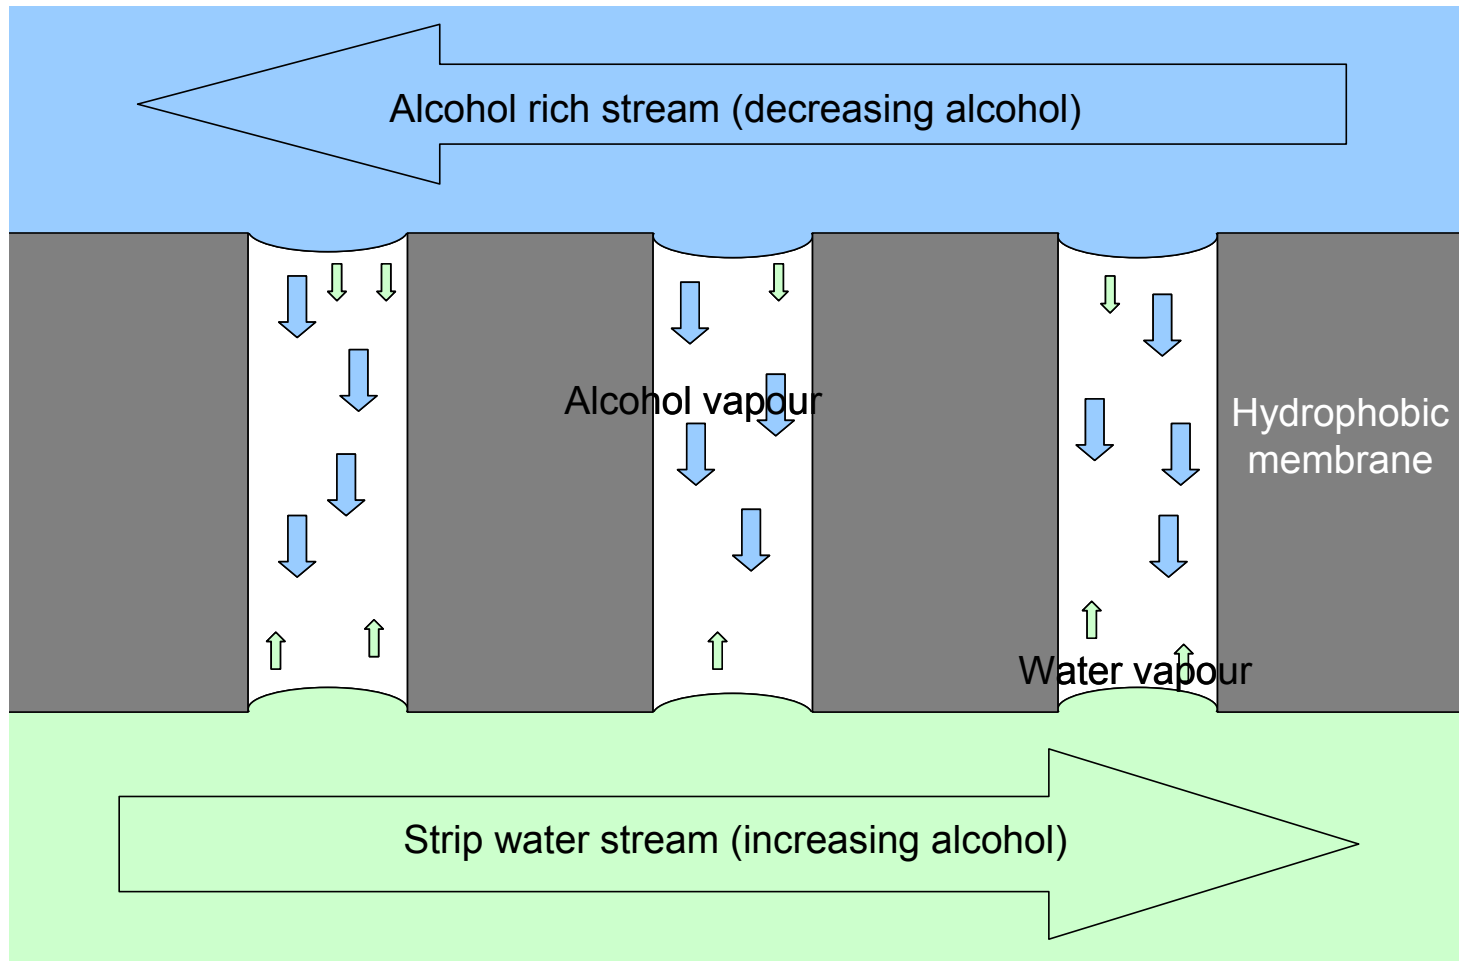 Alcohol rich stream (decreasing alcohol)
Alcohol vapour
Hydrophobic
membrane
Water vapour
Strip water stream (increasing alcohol)